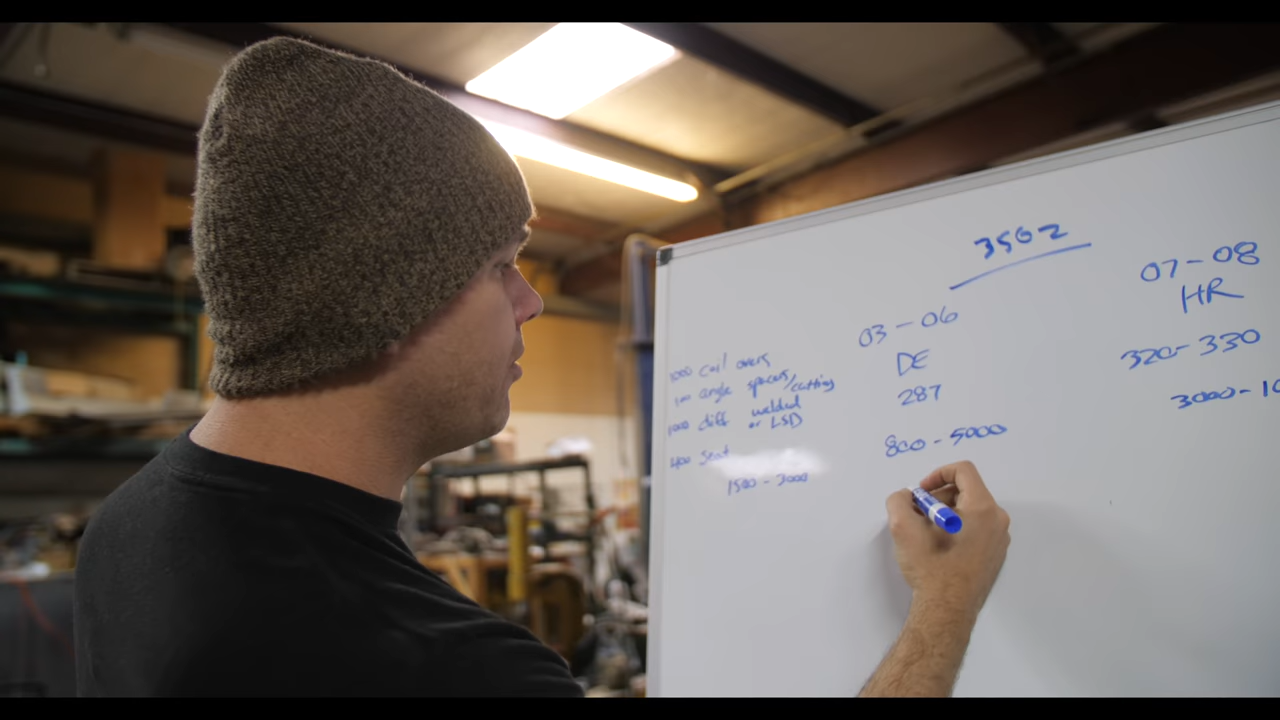 350Z
03-06
DE
287
800-5000
07-08
HR
320-330
3000-10
1000 coil overs
100 angle spacers/cutting
1000 diff welded or LSD
400 seat
1500-3000